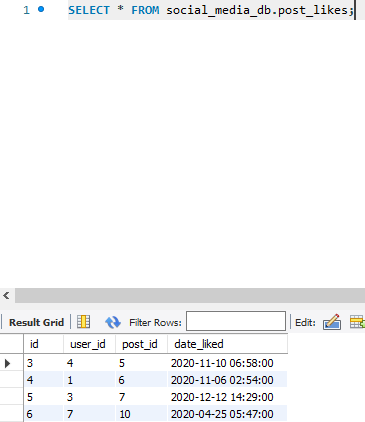 1 SELECT * FROM social_media_db.post_likes;
Result Grid Filter Rows: Edit:
id user_id post_id date_liked
3 4 5 2020-11-10 06:58:00
4 1 6 2020-11-06 02:54:00
5 3 7 2020-12-12 14:29:00
6 7 10 2020-04-25 05:47:00